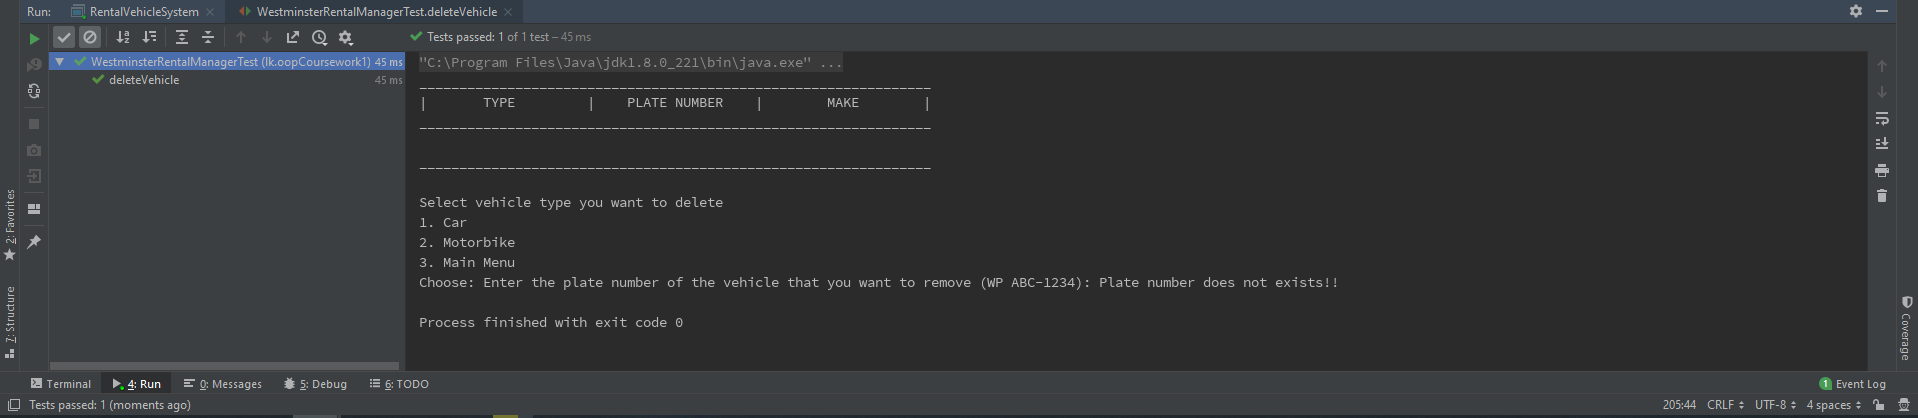 Run: RentalVehicleSystem × WestminsterRentalManagerTest.deleteVehicle ×
Tests passed: 1 of 1 test – 45 ms
WestminsterRentalManagerTest (lk.oopCoursework1) 45 ms
deleteVehicle 45 ms
"C:\Program Files\Java\jdk1.8.0_221\bin\java.exe" ...
________________________________________________________________
|       TYPE         |    PLATE NUMBER    |        MAKE        |
________________________________________________________________
________________________________________________________________
Select vehicle type you want to delete
1. Car
2. Motorbike
3. Main Menu
Choose: Enter the plate number of the vehicle that you want to remove (WP ABC-1234): Plate number does not exists!!
Process finished with exit code 0
2: Favorites
7: Structure
Coverage
Terminal 4: Run 0: Messages 5: Debug 6: TODO 1 Event Log
Tests passed: 1 (moments ago) 205:44 CRLF UTF-8 4 spaces